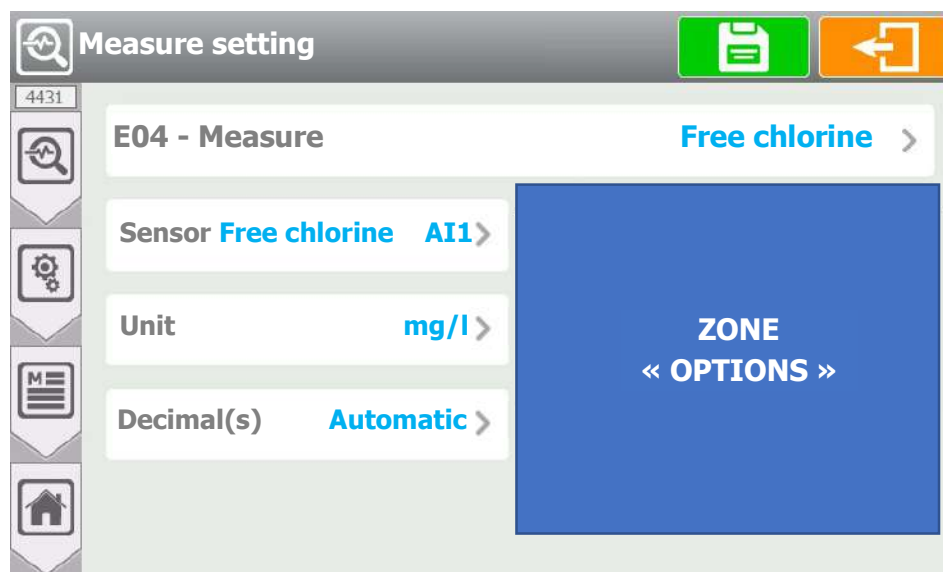 Measure setting
4431
E04 - Measure Free chlorine
Sensor Free chlorine AI1
Unit mg/l
Decimal(s) Automatic
ZONE
« OPTIONS »
M